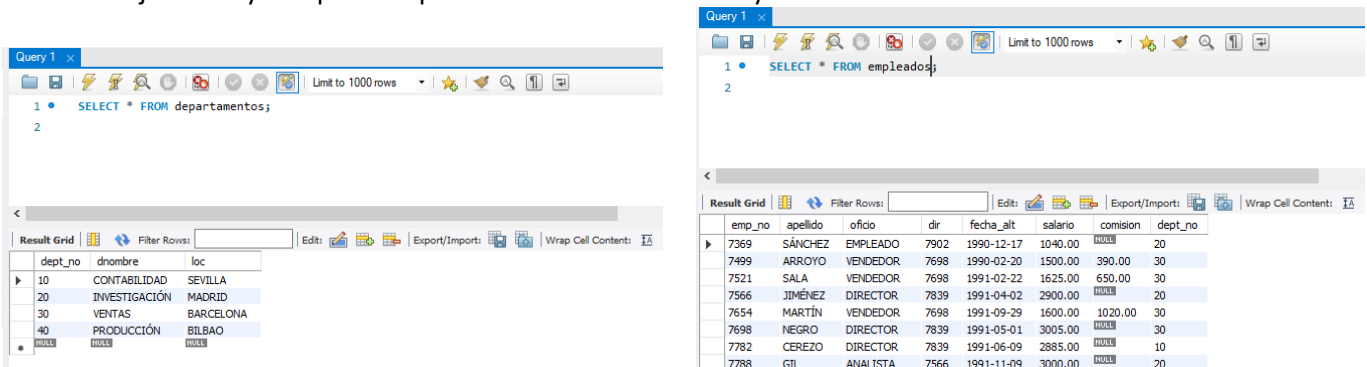 Query 1
Limit to 1000 rows
1 SELECT * FROM departamentos;
2
Result Grid Filter Rows: Edit: Export/Import: Wrap Cell Content:
dept_no dnombre loc
10 CONTABILIDAD SEVILLA
20 INVESTIGACIÓN MADRID
30 VENTAS BARCELONA
40 PRODUCCIÓN BILBAO
NULL NULL NULL
Query 1
Limit to 1000 rows
1 SELECT * FROM empleados;
2
Result Grid Filter Rows: Edit: Export/Import: Wrap Cell Content:
emp_no apellido oficio dir fecha_alt salario comision dept_no
7369 SÁNCHEZ EMPLEADO 7902 1990-12-17 1040.00 NULL 20
7499 ARROYO VENDEDOR 7698 1990-02-20 1500.00 390.00 30
7521 SALA VENDEDOR 7698 1991-02-22 1625.00 650.00 30
7566 JIMÉNEZ DIRECTOR 7839 1991-04-02 2900.00 NULL 20
7654 MARTÍN VENDEDOR 7698 1991-09-29 1600.00 1020.00 30
7698 NEGRO DIRECTOR 7839 1991-05-01 3005.00 NULL 30
7782 CEREZO DIRECTOR 7839 1991-06-09 2885.00 NULL 10
7788 GIL ANALISTA 7566 1991-11-09 3000.00 NULL 20